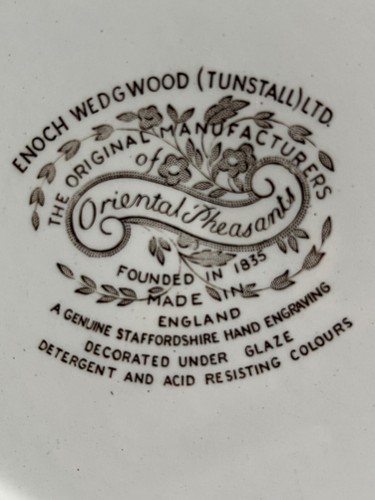 ENOCH WEDGWOOD (TUNSTALL) LTD.
THE ORIGINAL MANUFACTURERS
of
Oriental Pheasants
FOUNDED IN 1835
MADE IN
ENGLAND
A GENUINE STAFFORDSHIRE HAND ENGRAVING
DECORATED UNDER GLAZE
DETERGENT AND ACID RESISTING COLOURS